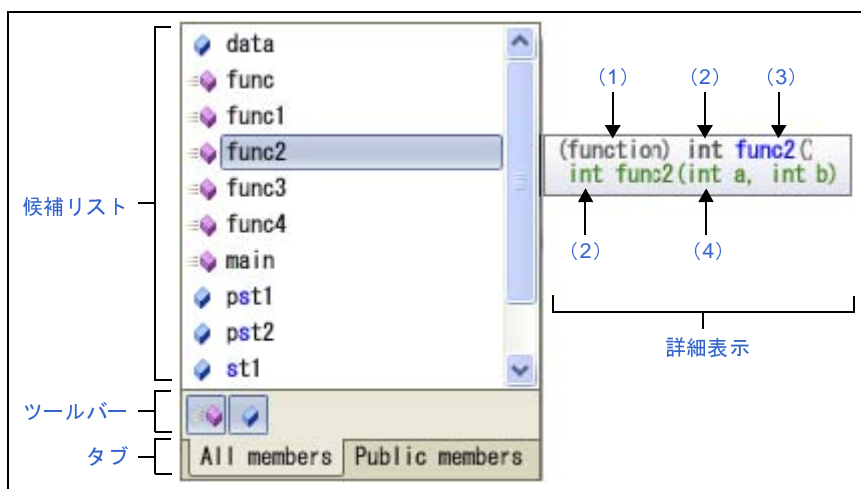 data
func
func1
func2
func3
func4
main
pst1
pst2
st1
候補リスト
ツールバー
タブ
All members
Public members
(1)
(2)
(3)
(function) int func2()
int func2(int a, int b)
(2)
(4)
詳細表示